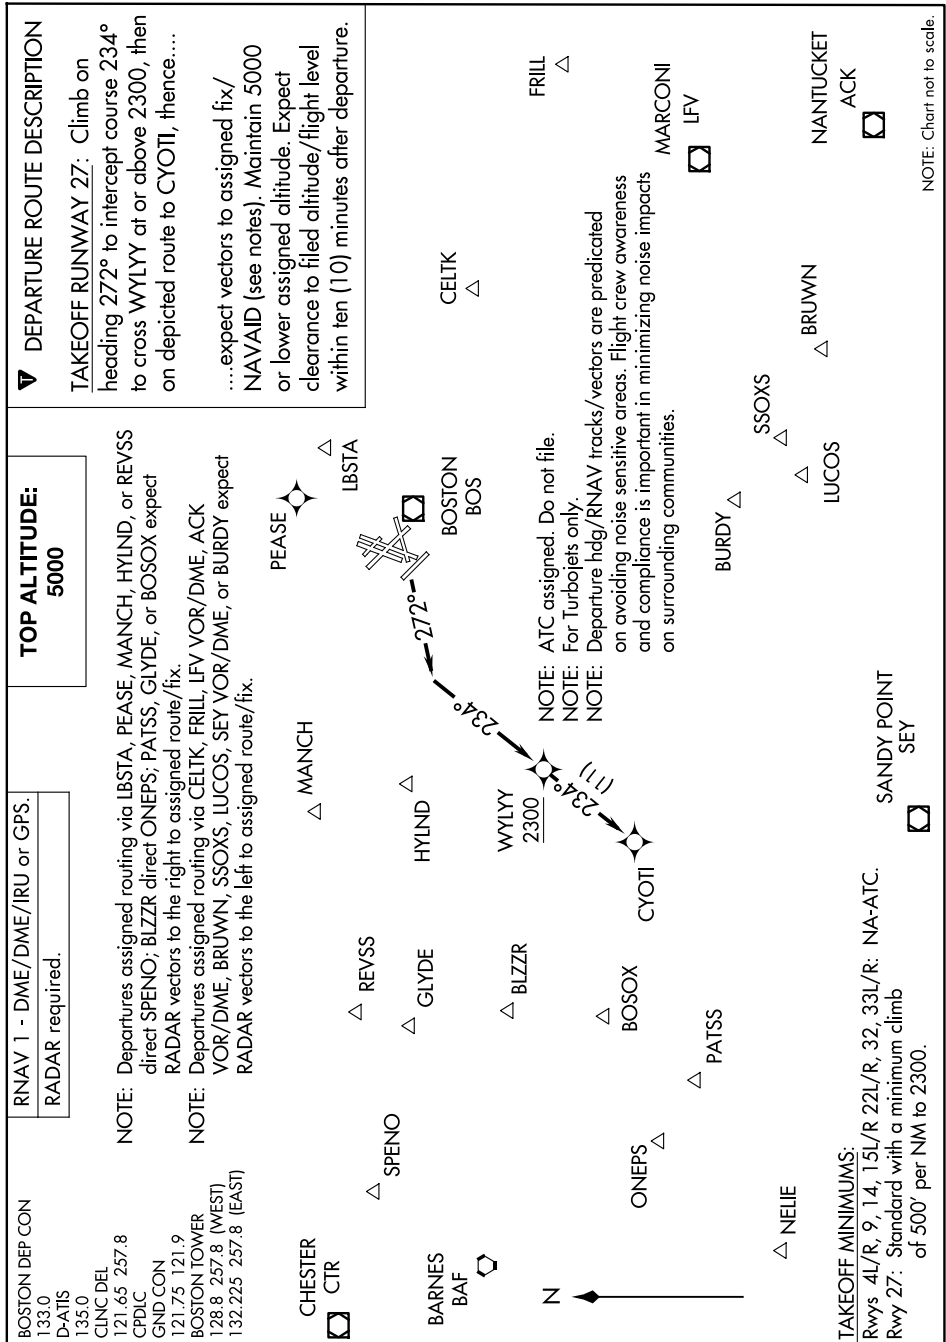 BOSTON DEP CON
133.0
D-ATIS
135.0
CLNC DEL
121.65 257.8
CPDLC
GND CON
121.75 121.9
BOSTON TOWER
128.8 257.8 (WEST)
132.225 257.8 (EAST)
RNAV 1 - DME/DME/IRU or GPS.
RADAR required.
TOP ALTITUDE:
5000
NOTE: Departures assigned routing via LBSTA, PEASE, MANCH, HYLND, or REVSS
direct SPENO; BLZZR direct ONEPS; PATSS, GLYDE, or BOSOX expect
RADAR vectors to the right to assigned route/fix.
NOTE: Departures assigned routing via CELTK, FRILL, LFV VOR/DME, ACK
VOR/DME, BRUWN, SSOXS, LUCOS, SEY VOR/DME, or BURDY expect
RADAR vectors to the left to assigned route/fix.
T DEPARTURE ROUTE DESCRIPTION
TAKEOFF RUNWAY 27: Climb on
heading 272° to intercept course 234°
to cross WYLYY at or above 2300, then
on depicted route to CYOTI, thence....
....expect vectors to assigned fix/
NAVAID (see notes). Maintain 5000
or lower assigned altitude. Expect
clearance to filed altitude/flight level
within ten (10) minutes after departure.
PEASE
LBSTA
MANCH
BOSTON
BOS
272°
234°
HYLND
REVSS
GLYDE
SPENO
CHESTER
CTR
BARNES
BAF
N
CELTK
FRILL
WYLYY
2300
234°
(11)
CYOTI
BLZZR
BOSOX
PATSS
ONEPS
NELIE
NOTE: ATC assigned. Do not file.
NOTE: For Turbojets only.
NOTE: Departure hdg/RNAV tracks/vectors are predicated
on avoiding noise sensitive areas. Flight crew awareness
and compliance is important in minimizing noise impacts
on surrounding communities.
MARCONI
LFV
BURDY
SSOXS
LUCOS
BRUWN
NANTUCKET
ACK
SANDY POINT
SEY
TAKEOFF MINIMUMS:
Rwys 4L/R, 9, 14, 15L/R 22L/R, 32, 33L/R: NA-ATC.
Rwy 27: Standard with a minimum climb
of 500' per NM to 2300.
NOTE: Chart not to scale.